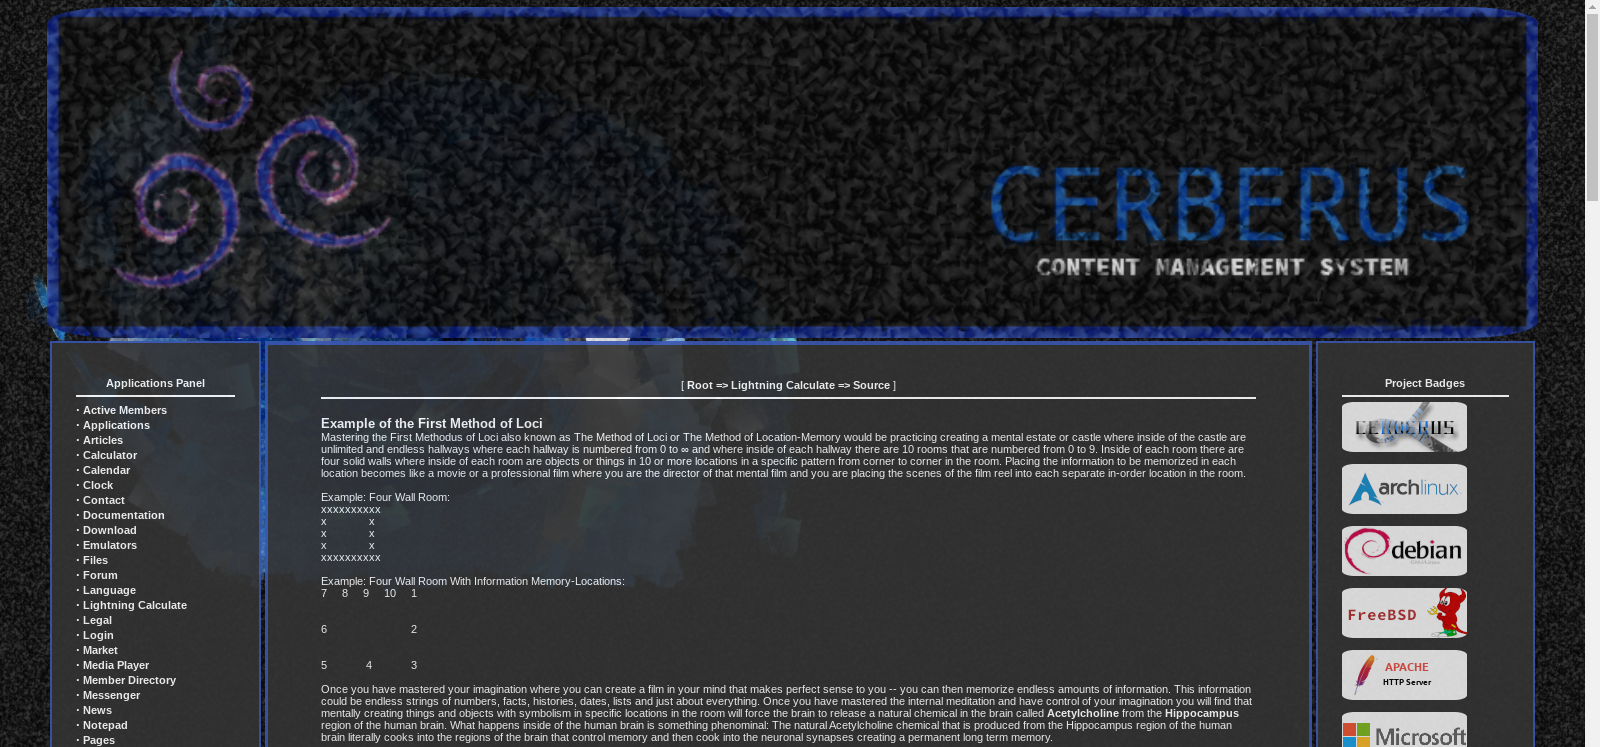 CERBERUS
CONTENT MANAGEMENT SYSTEM
Applications Panel
· Active Members
· Applications
· Articles
· Calculator
· Calendar
· Clock
· Contact
· Documentation
· Download
· Emulators
· Files
· Forum
· Language
· Lightning Calculate
· Legal
· Login
· Market
· Media Player
· Member Directory
· Messenger
· News
· Notepad
· Pages
[ Root => Lightning Calculate => Source ]
Example of the First Method of Loci
Mastering the First Methodus of Loci also known as The Method of Loci or The Method of Location-Memory would be practicing creating a mental estate or castle where inside of the castle are
unlimited and endless hallways where each hallway is numbered from 0 to ∞ and where inside of each hallway there are 10 rooms that are numbered from 0 to 9. Inside of each room there are
four solid walls where inside of each room are objects or things in 10 or more locations in a specific pattern from corner to corner in the room. Placing the information to be memorized in each
location becomes like a movie or a professional film where you are the director of that mental film and you are placing the scenes of the film reel into each separate in-order location in the room.
Example: Four Wall Room:
xxxxxxxxxx
x x
x x
x x
xxxxxxxxxx
Example: Four Wall Room With Information Memory-Locations:
7 8 9 10 1
6 2
5 4 3
Once you have mastered your imagination where you can create a film in your mind that makes perfect sense to you -- you can then memorize endless amounts of information. This information
could be endless strings of numbers, facts, histories, dates, lists and just about everything. Once you have mastered the internal meditation and have control of your imagination you will find that
mentally creating things and objects with symbolism in specific locations in the room will force the brain to release a natural chemical in the brain called Acetylcholine from the Hippocampus
region of the human brain. What happens inside of the human brain is something phenominal: The natural Acetylcholine chemical that is produced from the Hippocampus region of the human
brain literally cooks into the regions of the brain that control memory and then cook into the neuronal synapses creating a permanent long term memory.
Project Badges
CERBERUS
archlinux
debian
FreeBSD
APACHE
HTTP Server
Microsoft